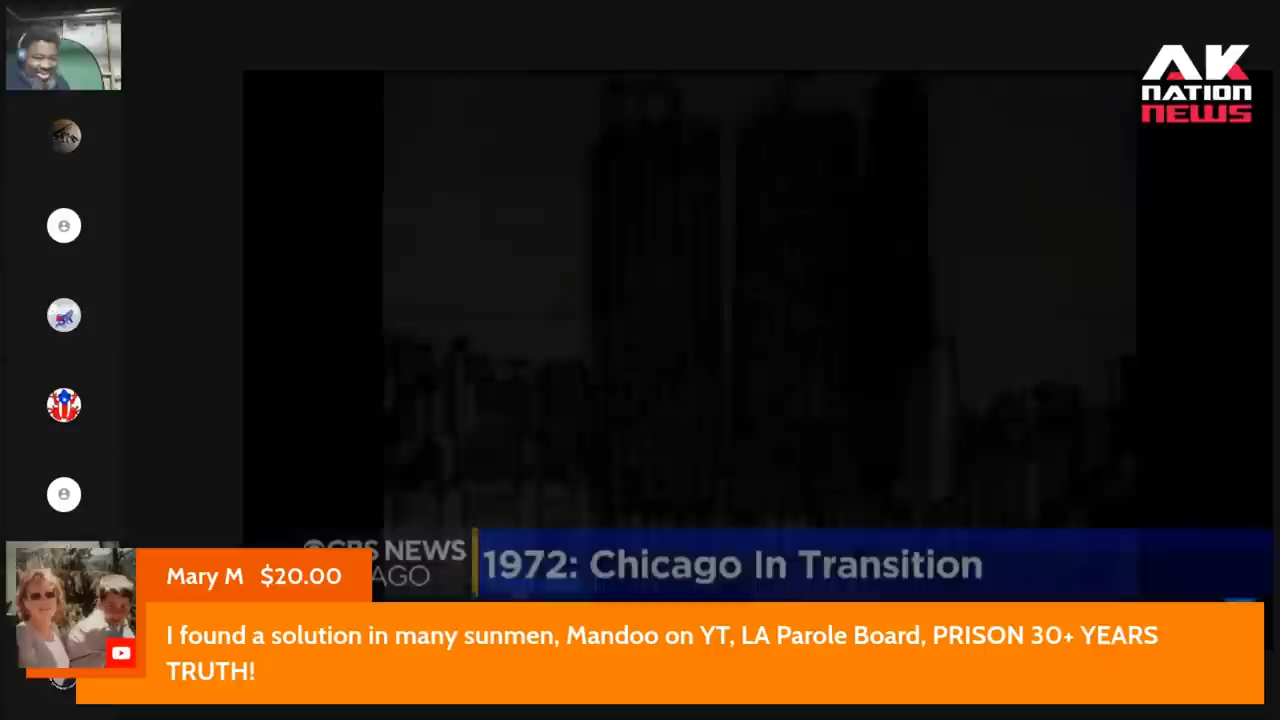 AK
NATION
NEWS
CBS NEWS
AGO
1972: Chicago In Transition
Mary M $20.00
I found a solution in many sunmen, Mandoo on YT, LA Parole Board, PRISON 30+ YEARS
TRUTH!